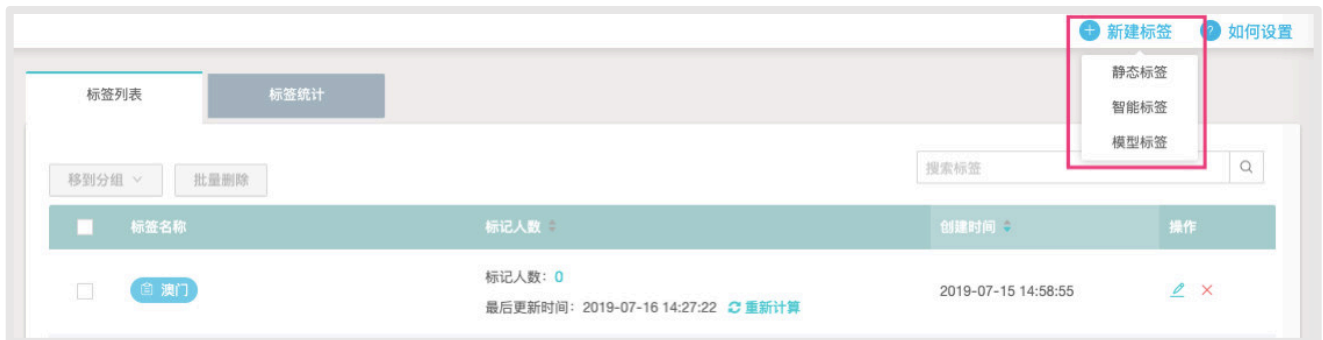 新建标签 如何设置
静态标签
标签列表 标签统计
智能标签
模型标签
移到分组 批量删除 搜索标签
标签名称 标记人数 创建时间 操作
澳门 标记人数：0 2019-07-15 14:58:55
最后更新时间：2019-07-16 14:27:22 重新计算